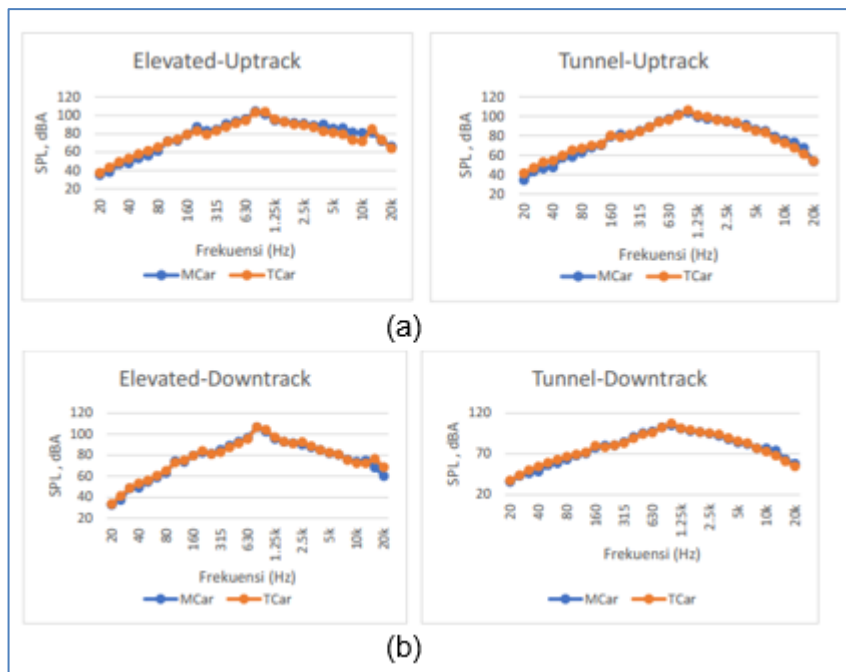 Elevated-Uptrack
SPL , dBA
120
100
80
60
40
20
20 40 80 160 315 630 1.25k 2.5k 5k 10k 20k
Frekuensi (Hz)
MCar TCar
Tunnel-Uptrack
SPL, dBA
120
100
80
60
40
20
20 40 80 160 315 630 1.25k 2.5k 5k 10k 20k
Frekuensi (Hz)
MCar TCar
(a)
Elevated-Downtrack
SPL , dBA
120
100
80
60
40
20
20 40 80 160 315 630 1.25k 2.5k 5k 10k 20k
Frekuensi (Hz)
MCar TCar
Tunnel-Downtrack
SPL , dBA
120
70
20
20 40 80 160 315 630 1.25k 2.5k 5k 10k 20k
Frekuensi (Hz)
MCar TCar
(b)